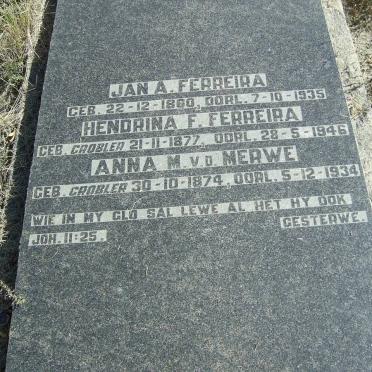 JAN A. FERREIRA
GEB. 22-12-1860, OORL. 7-10-1935
HENDRINA F. FERREIRA
GEB. CROBLER 21-11-1877, OORL. 28-5-1946
ANNA M. V.D. MERWE
GEB. CROBLER 30-10-1874, OORL. 5-12-1934
WIE IN MY GLO SAL LEWE AL HET HY OOK
GESTERWE.
JOH. 11:25.